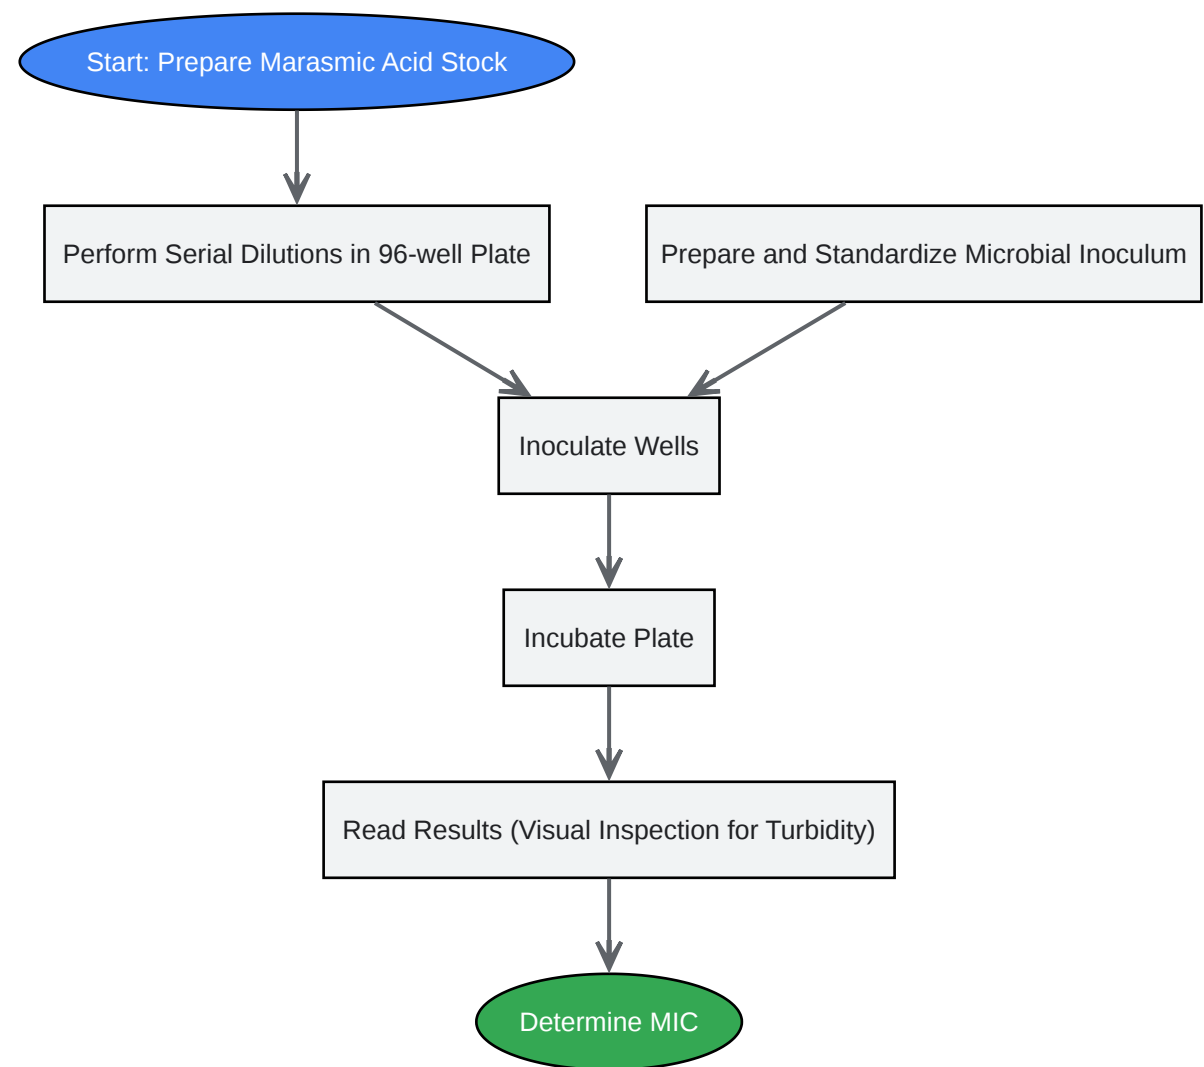 Start: Prepare Marasmic Acid Stock
Perform Serial Dilutions in 96-well Plate
Prepare and Standardize Microbial Inoculum
Inoculate Wells
Incubate Plate
Read Results (Visual Inspection for Turbidity)
Determine MIC